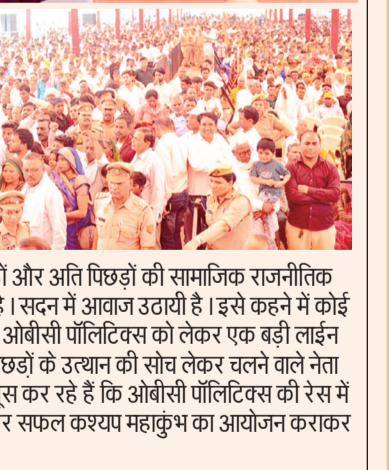 और अति पिछड़ों की सामाजिक राजनीतिक
है । सदन में आवाज उठायी है । इसे कहने में कोई
ओबीसी पॉलिटिक्स को लेकर एक बड़ी लाईन
के उत्थान की सोच लेकर चलने वाले नेता
कर रहे हैं कि ओबीसी पॉलिटिक्स की रेस में
सफल कश्यप महाकुंभ का आयोजन कराकर